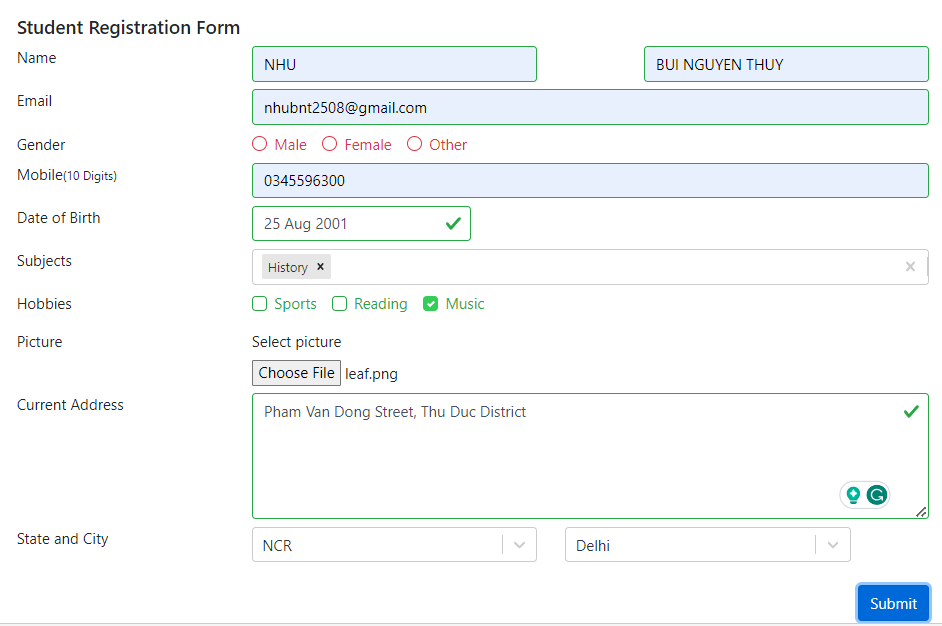 Student Registration Form
Name NHU BUI NGUYEN THUY
Email nhubnt2508@gmail.com
Gender Male Female Other
Mobile(10 Digits) 0345596300
Date of Birth 25 Aug 2001
Subjects History
Hobbies Sports Reading Music
Picture Select picture
Choose File leaf.png
Current Address Pham Van Dong Street, Thu Duc District
State and City NCR Delhi
Submit